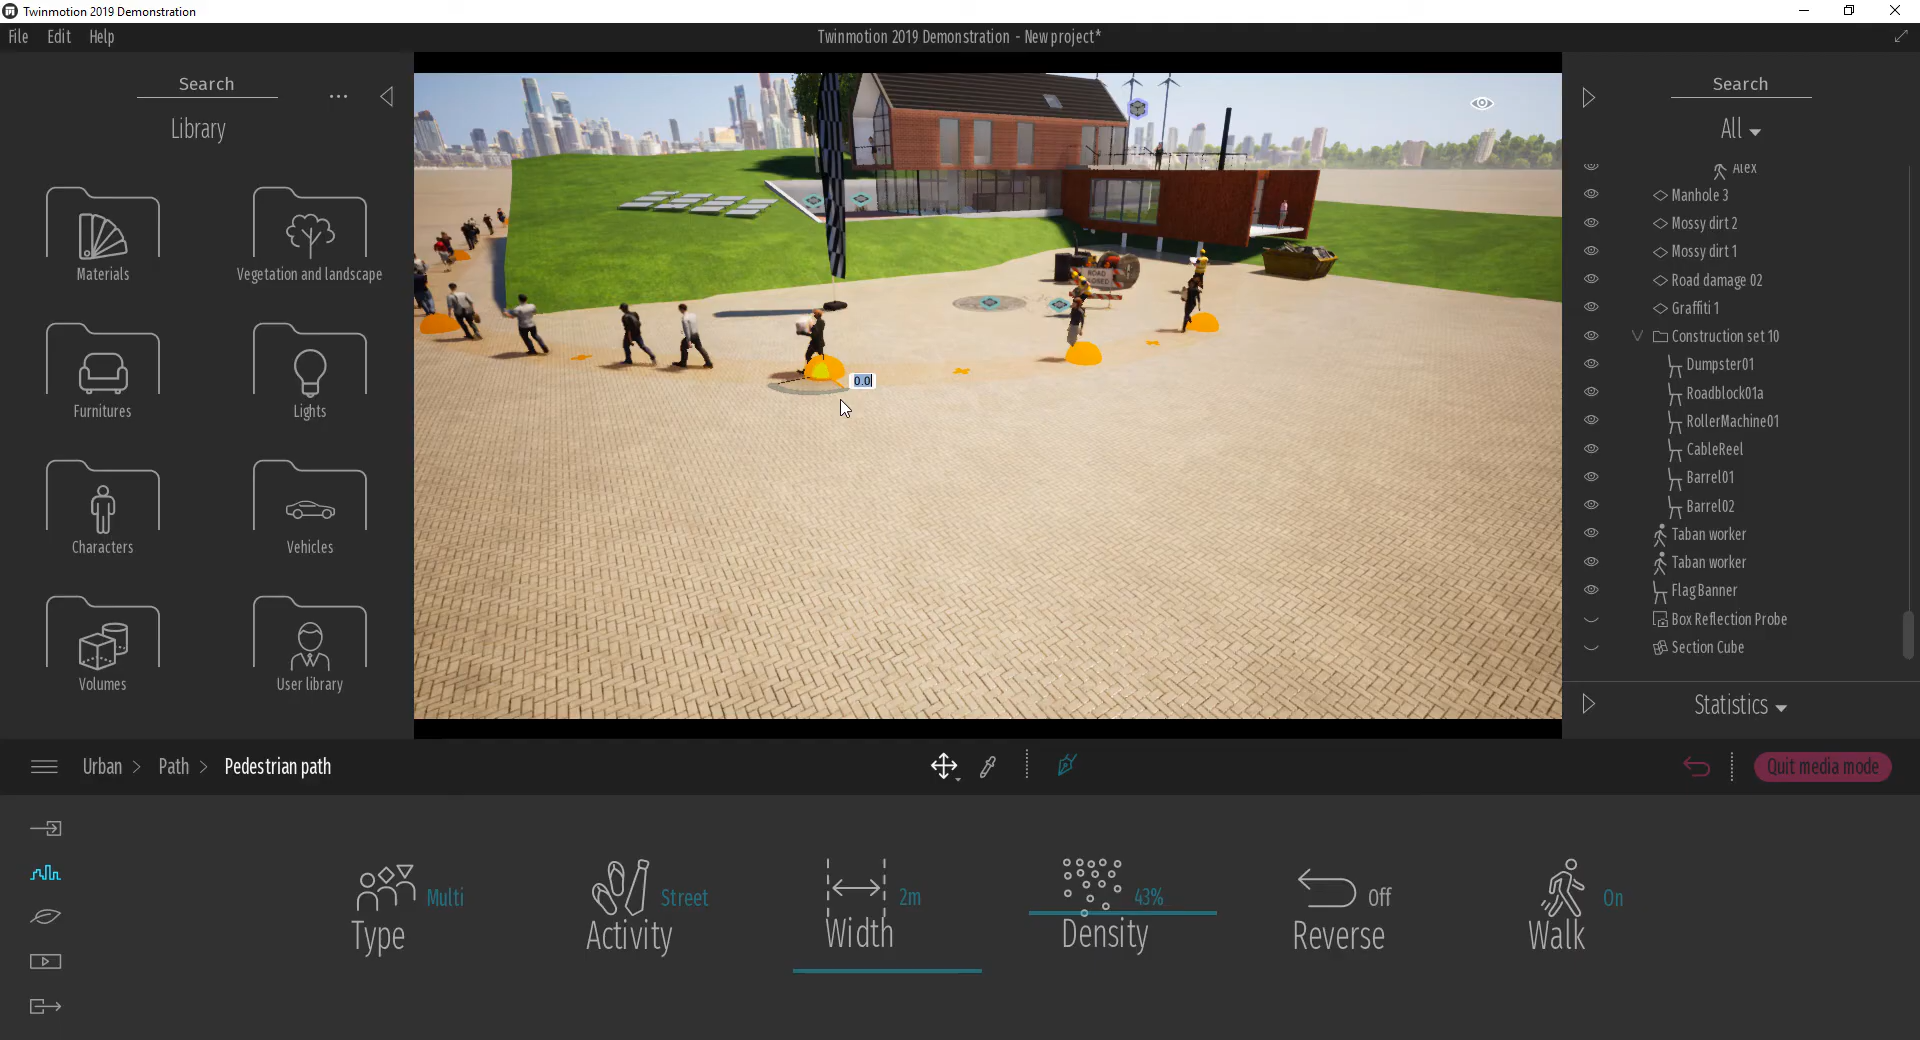 Twinmotion 2019 Demonstration
File Edit Help
Twinmotion 2019 Demonstration - New project*
Search
Library
Materials
Vegetation and landscape
Furnitures
Lights
Characters
Vehicles
Volumes
User library
ROAD
CLOSED
0.0
Search
All
Alex
Manhole 3
Mossy dirt 2
Mossy dirt 1
Road damage 02
Graffiti 1
Construction set 10
Dumpster01
Roadblock01a
RollerMachine01
CableReel
Barrel01
Barrel02
Taban worker
Taban worker
Flag Banner
Box Reflection Probe
Section Cube
Statistics
Urban > Path > Pedestrian path
Quit media mode
Multi
Type
Street
Activity
2m
Width
43%
Density
Off
Reverse
On
Walk